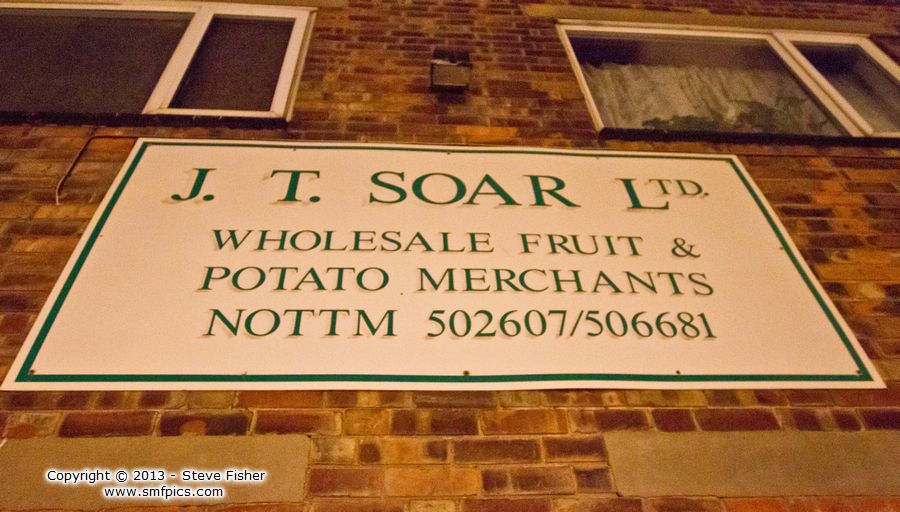 J. T. SOAR LTD.
WHOLESALE FRUIT &
POTATO MERCHANTS
NOTTM 502607/506681
Copyright © 2013 - Steve Fisher
www.smfpics.com